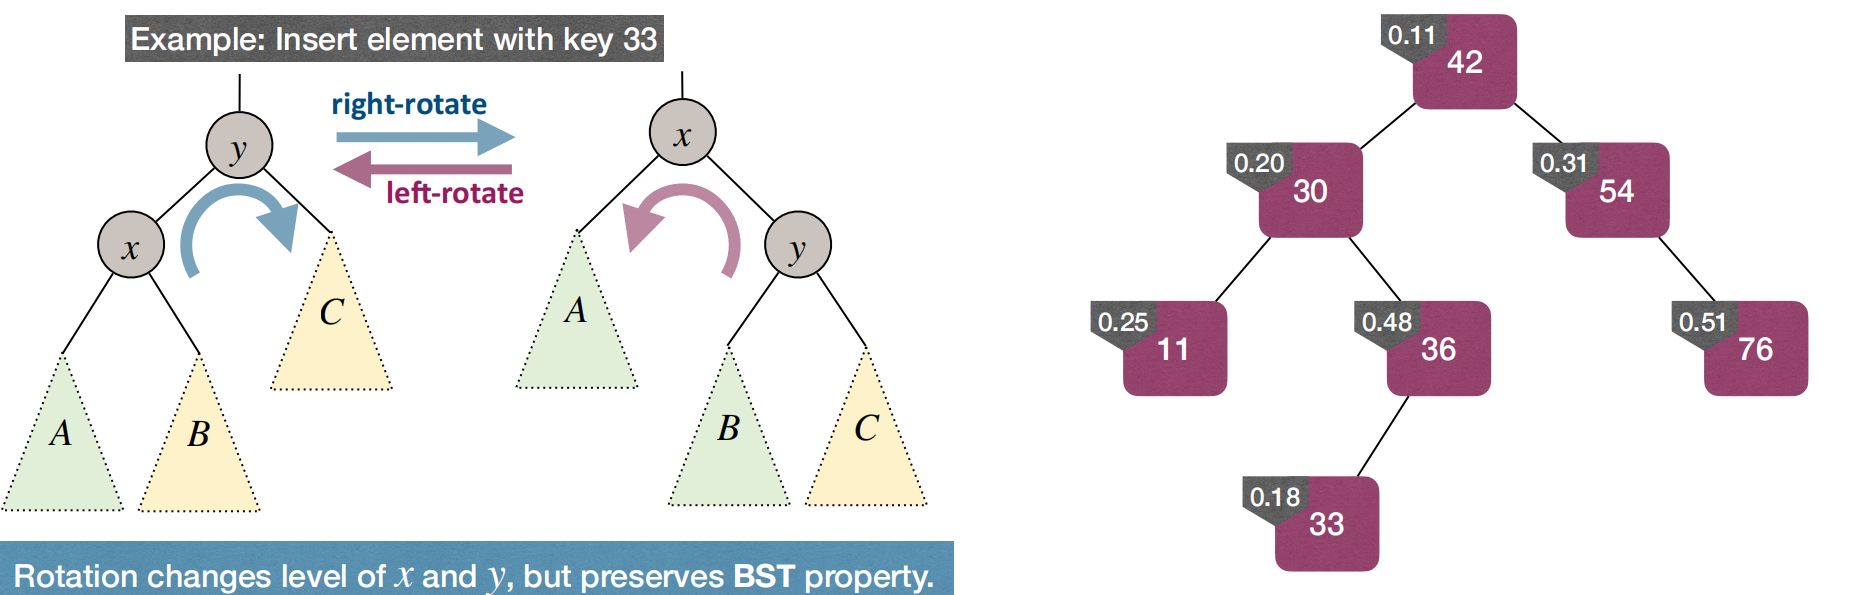 Example: Insert element with key 33
right-rotate
left-rotate
y
x
A
B
C
x
y
A
B
C
Rotation changes level of x and y, but preserves BST property.
0.11
42
0.20
30
0.31
54
0.25
11
0.48
36
0.51
76
0.18
33